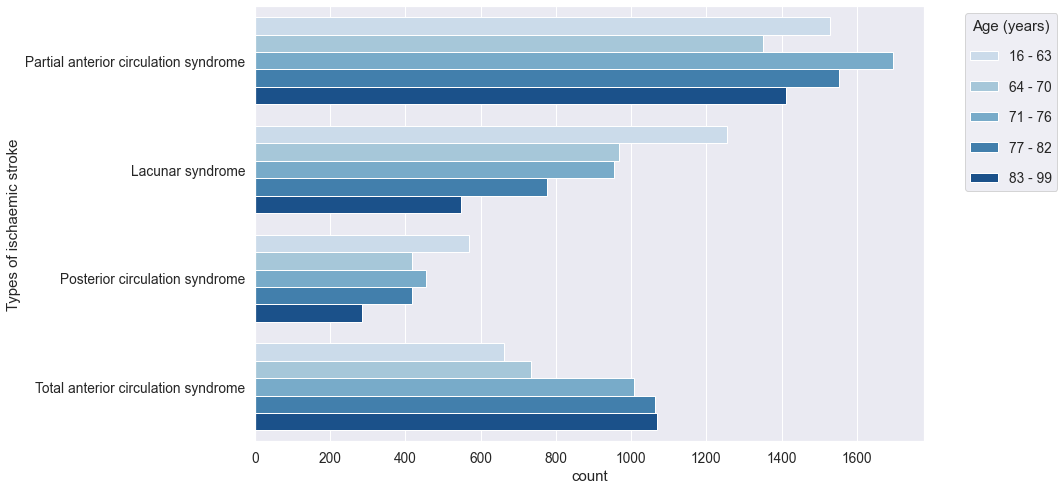 Types of ischaemic stroke
Partial anterior circulation syndrome
Lacunar syndrome
Posterior circulation syndrome
Total anterior circulation syndrome
0 200 400 600 800 1000 1200 1400 1600
count
Age (years)
16 - 63
64 - 70
71 - 76
77 - 82
83 - 99